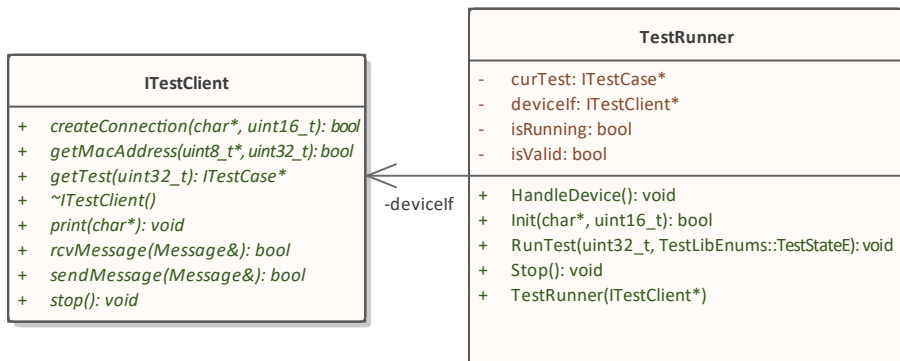 ITestClient
+ createConnection(char*, uint16_t): bool
+ getMacAddress(uint8_t*, uint32_t): bool
+ getTest(uint32_t): ITestCase*
+ ~ITestClient()
+ print(char*): void
+ rcvMessage(Message&): bool
+ sendMessage(Message&): bool
+ stop(): void
-deviceIf
TestRunner
- curTest: ITestCase*
- deviceIf: ITestClient*
- isRunning: bool
- isValid: bool
+ HandleDevice(): void
+ Init(char*, uint16_t): bool
+ RunTest(uint32_t, TestLibEnums::TestStateE): void
+ Stop(): void
+ TestRunner(ITestClient*)